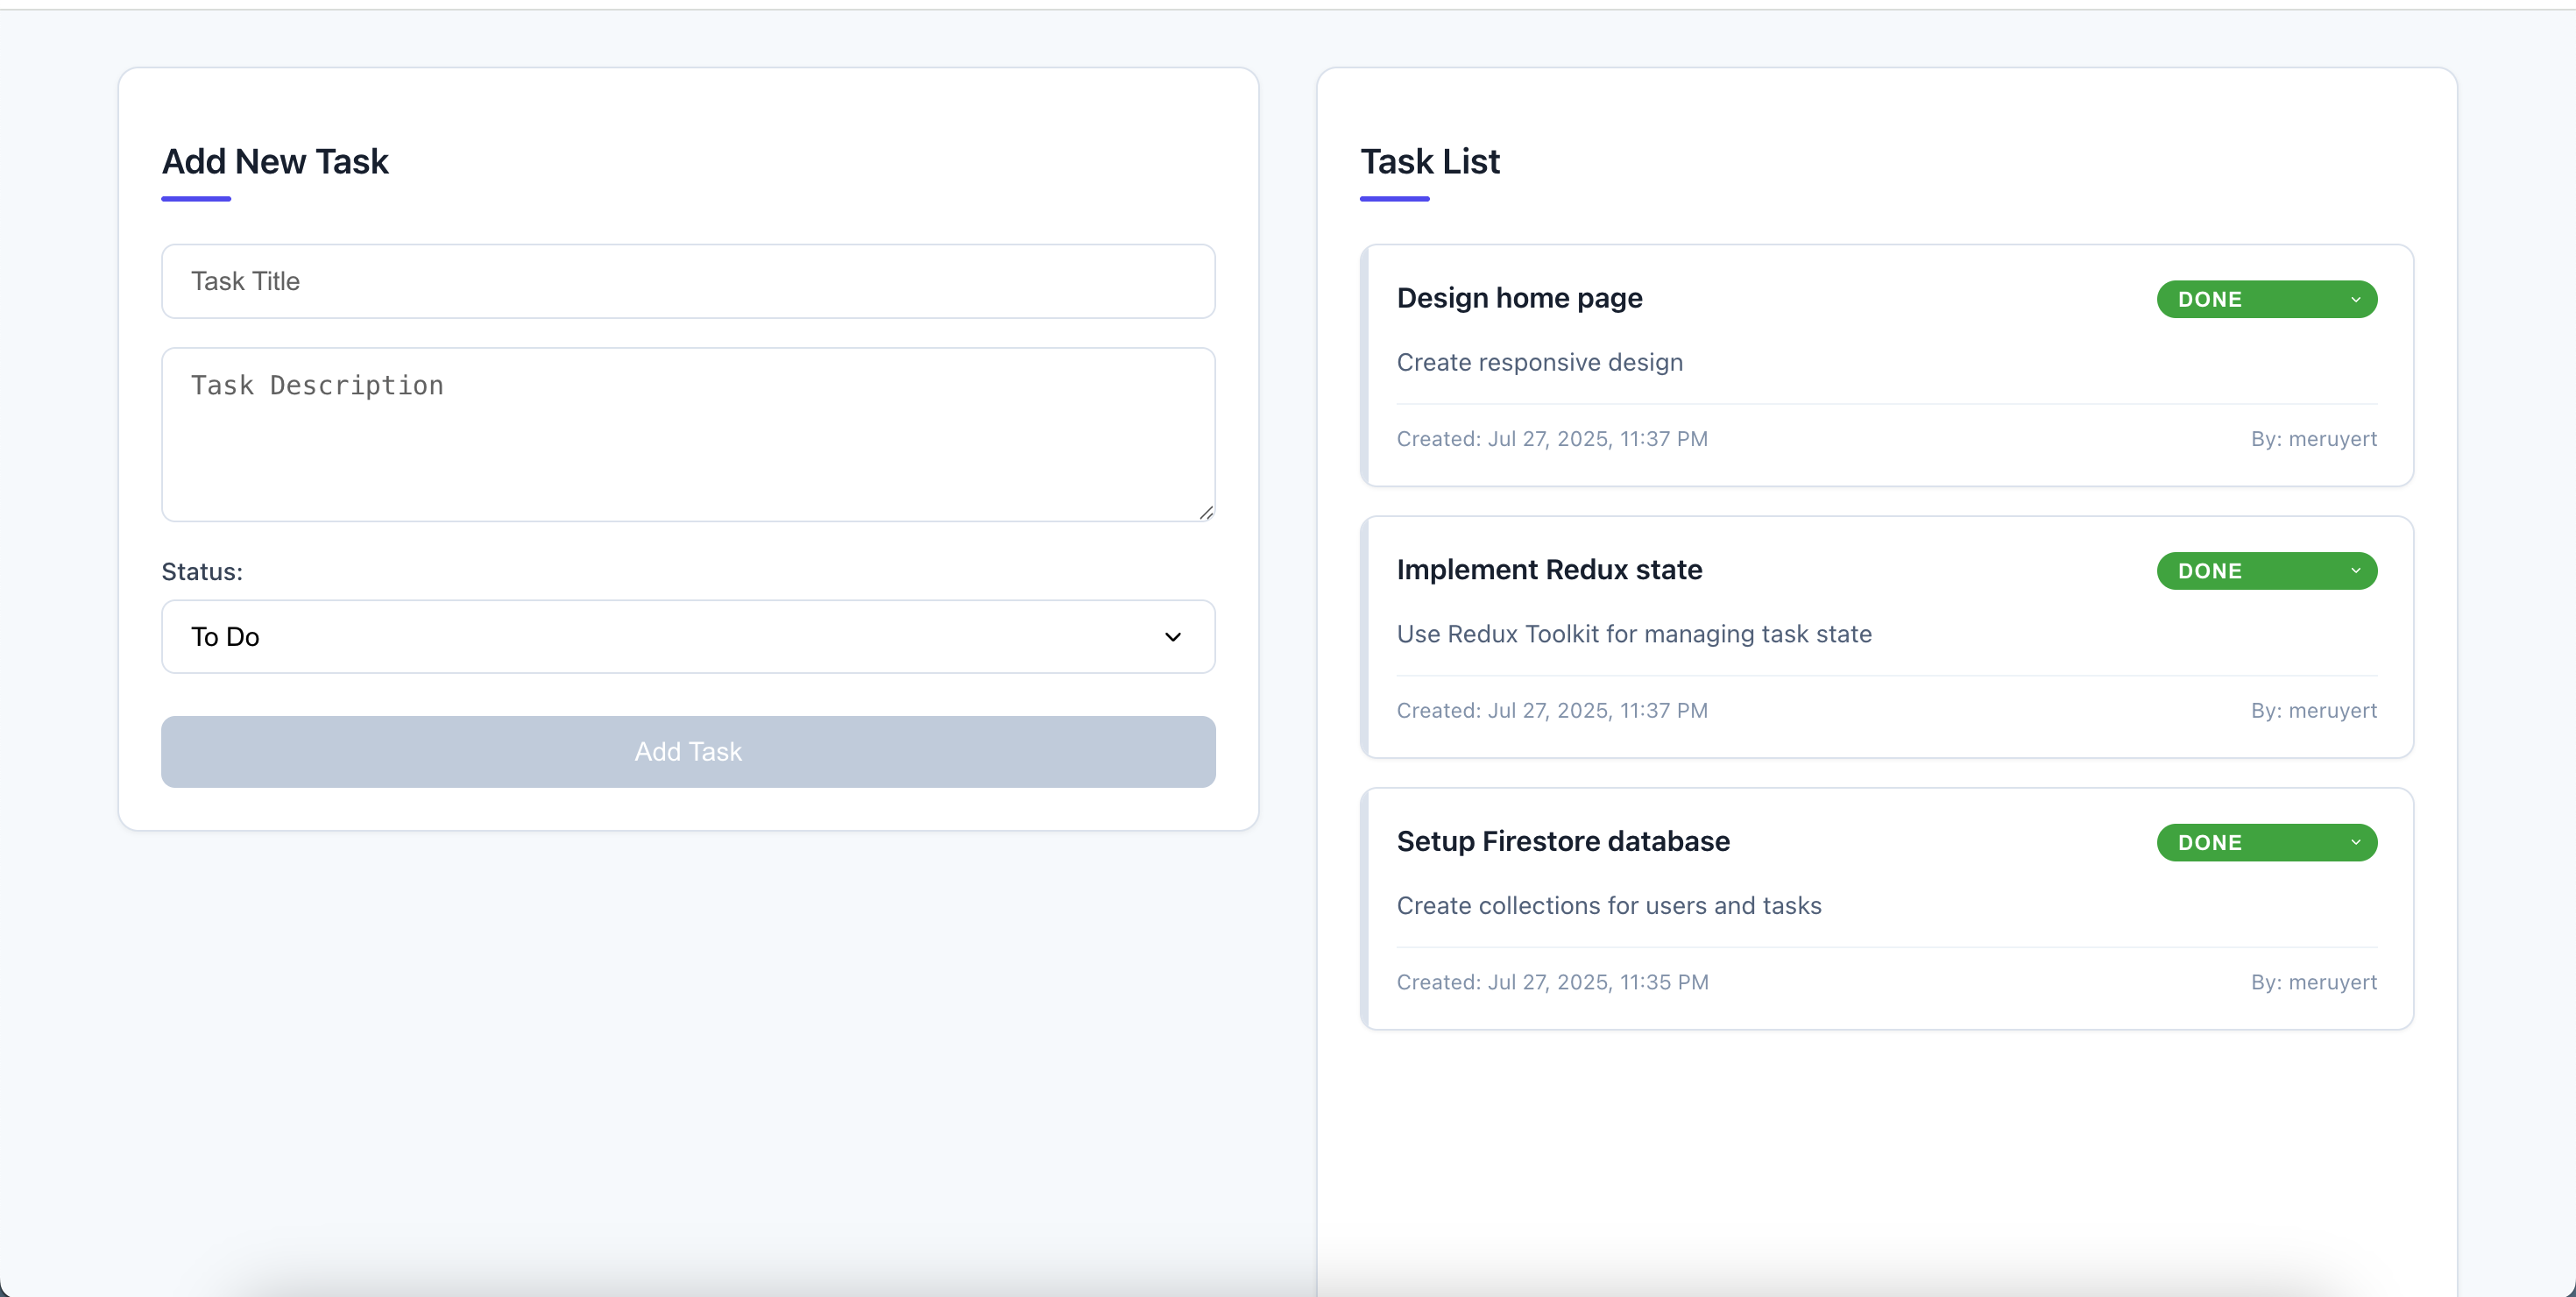 Add New Task
Task Title
Task Description
Status:
To Do
Add Task
Task List
Design home page
DONE
Create responsive design
Created: Jul 27, 2025, 11:37 PM
By: meruyert
Implement Redux state
DONE
Use Redux Toolkit for managing task state
Created: Jul 27, 2025, 11:37 PM
By: meruyert
Setup Firestore database
DONE
Create collections for users and tasks
Created: Jul 27, 2025, 11:35 PM
By: meruyert